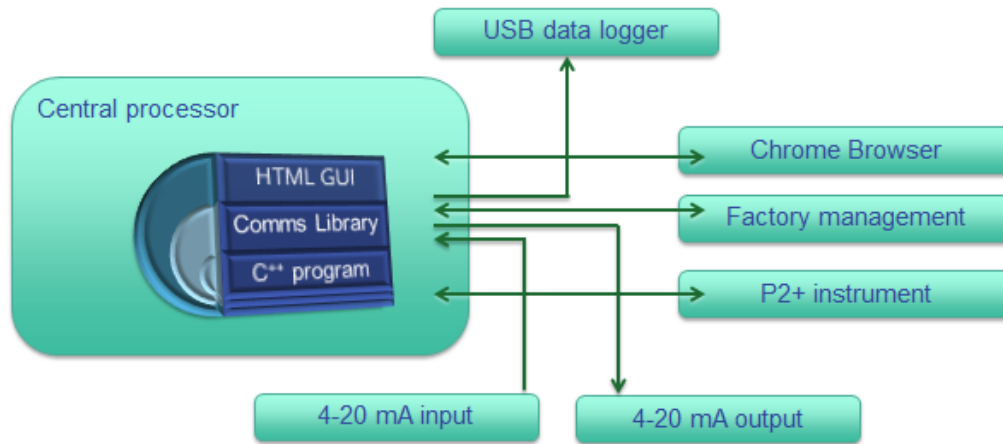 USB data logger
Central processor
HTML GUI
Comms Library
C++ program
Chrome Browser
Factory management
P2+ instrument
4-20 mA input
4-20 mA output